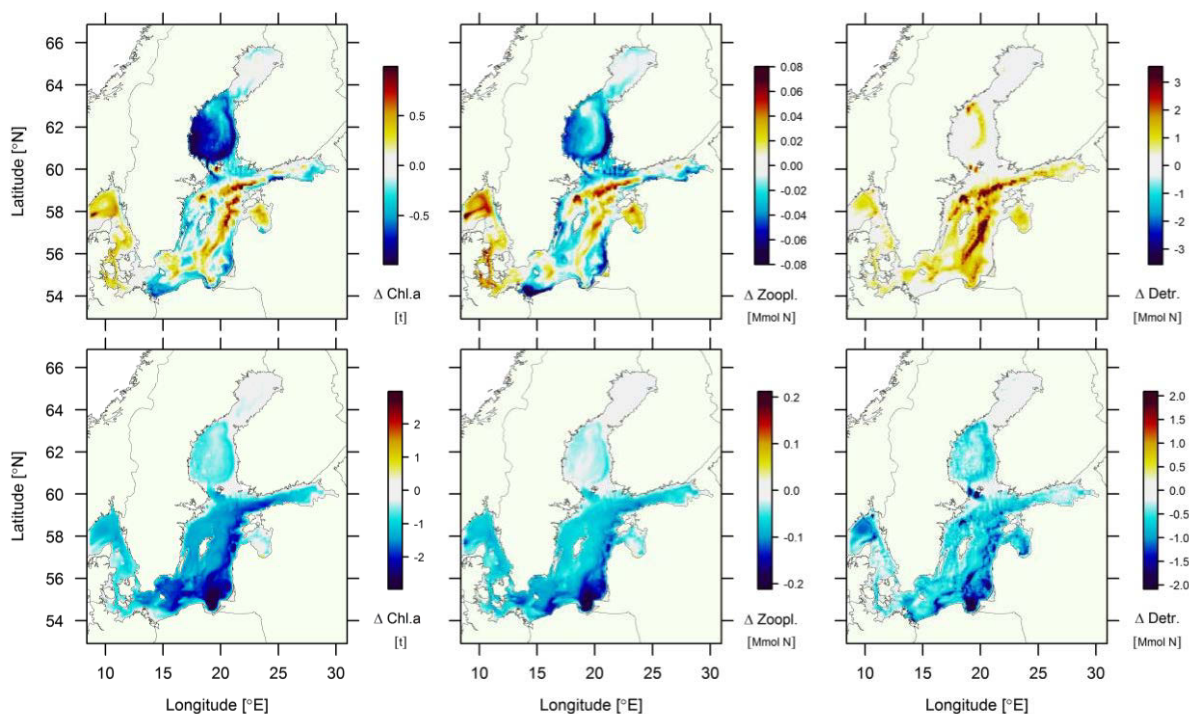 66
64
62
60
58
56
54
Latitude [°N]
0.5
0.0
-0.5
Δ Chl.a
[t]
0.08
0.06
0.04
0.02
0.00
-0.02
-0.04
-0.06
-0.08
Δ Zoopl.
[Mmol N]
3
2
1
0
-1
-2
-3
Δ Detr.
[Mmol N]
66
64
62
60
58
56
54
Latitude [°N]
2
1
0
-1
-2
Δ Chl.a
[t]
0.2
0.1
0.0
-0.1
-0.2
Δ Zoopl.
[Mmol N]
2.0
1.5
1.0
0.5
0.0
-0.5
-1.0
-1.5
-2.0
Δ Detr.
[Mmol N]
10 15 20 25 30
Longitude [°E]
10 15 20 25 30
Longitude [°E]
10 15 20 25 30
Longitude [°E]